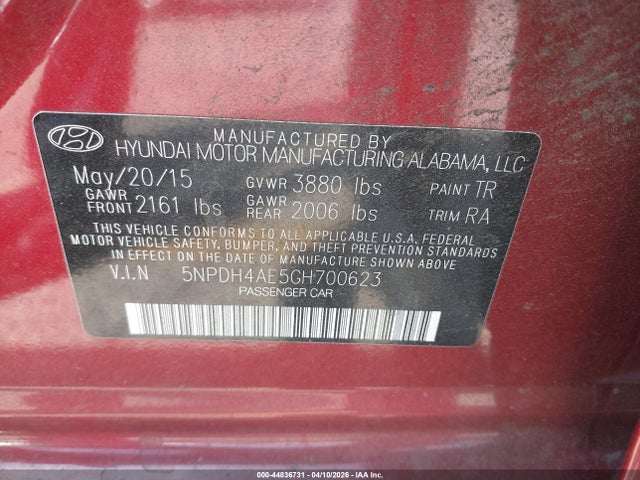 MANUFACTURED BY
HYUNDAI MOTOR MANUFACTURING ALABAMA, LLC
May/20/15 GVWR 3880 lbs PAINT TR
GAWR FRONT 2161 lbs GAWR REAR 2006 lbs TRIM RA
THIS VEHICLE CONFORMS TO ALL APPLICABLE U.S.A. FEDERAL
MOTOR VEHICLE SAFETY, BUMPER, AND THEFT PREVENTION STANDARDS
IN EFFECT ON THE DATE OF MANUFACTURE SHOWN ABOVE.
V.I.N 5NPDH4AE5GH700623
PASSENGER CAR
000-44836731 - 04/10/2026 - IAA Inc.